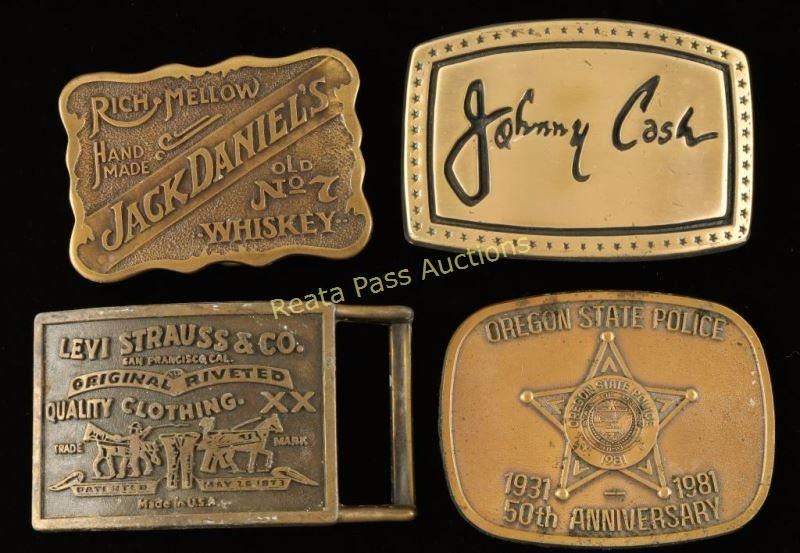 RICH MELLOW
HAND MADE
JACK DANIEL'S
OLD
No 7
WHISKEY
Johnny Cash
Reata Pass Auctions
LEVI STRAUSS & CO.
SAN FRANCISCO, CAL.
ORIGINAL RIVETED
QUALITY CLOTHING. XX
TRADE MARK
PATENTED MAY 20 1873
Made in U.S.A.
OREGON STATE POLICE
OREGON STATE POLICE
1981
1931 1981
50th ANNIVERSARY